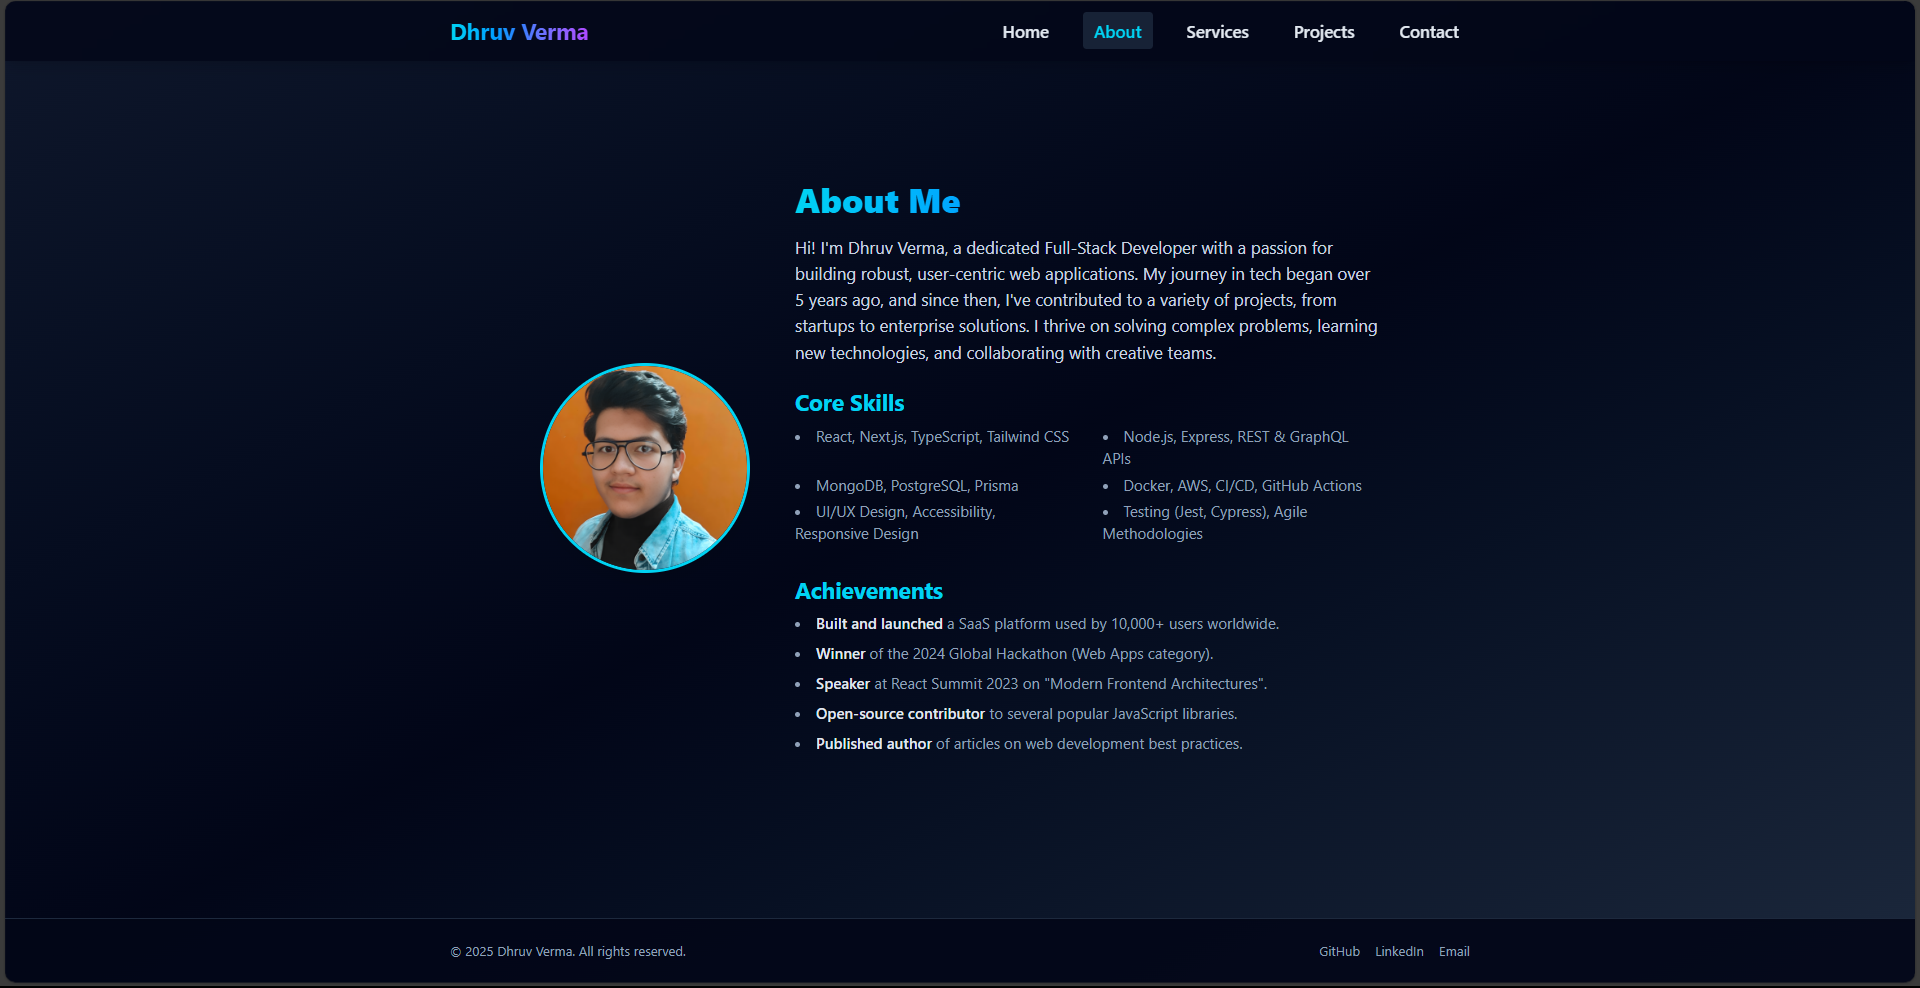 Dhruv Verma
Home About Services Projects Contact
About Me
Hi! I'm Dhruv Verma, a dedicated Full-Stack Developer with a passion for
building robust, user-centric web applications. My journey in tech began over
5 years ago, and since then, I've contributed to a variety of projects, from
startups to enterprise solutions. I thrive on solving complex problems, learning
new technologies, and collaborating with creative teams.
Core Skills
• React, Next.js, TypeScript, Tailwind CSS
• Node.js, Express, REST & GraphQL
APIs
• MongoDB, PostgreSQL, Prisma
• Docker, AWS, CI/CD, GitHub Actions
• UI/UX Design, Accessibility,
Responsive Design
• Testing (Jest, Cypress), Agile
Methodologies
Achievements
• Built and launched a SaaS platform used by 10,000+ users worldwide.
• Winner of the 2024 Global Hackathon (Web Apps category).
• Speaker at React Summit 2023 on "Modern Frontend Architectures".
• Open-source contributor to several popular JavaScript libraries.
• Published author of articles on web development best practices.
© 2025 Dhruv Verma. All rights reserved.
GitHub LinkedIn Email